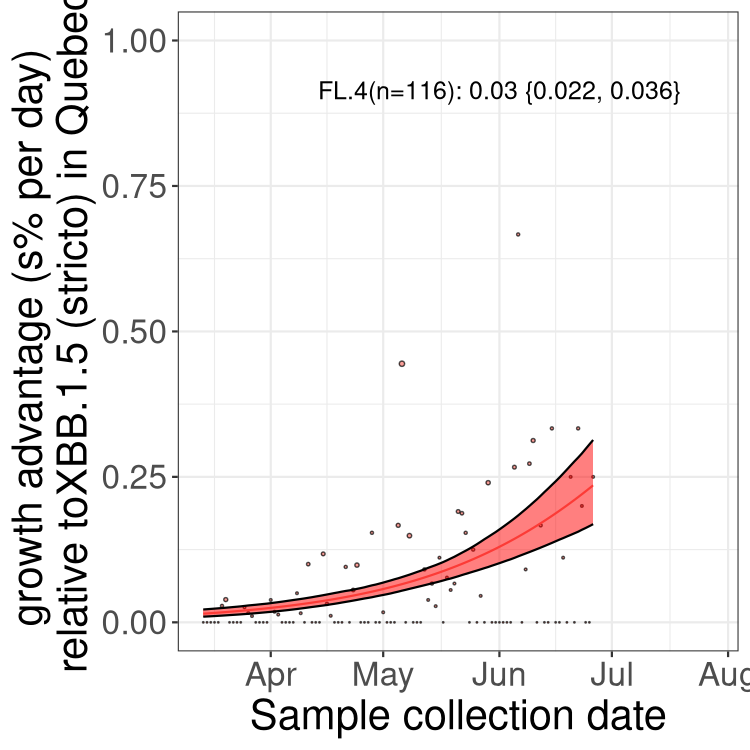 growth advantage (s% per day)
relative toXBB.1.5 (stricto) in Quebec
1.00
0.75
0.50
0.25
0.00
FL.4(n=116): 0.03 {0.022, 0.036}
Apr
May
Jun
Jul
Aug
Sample collection date